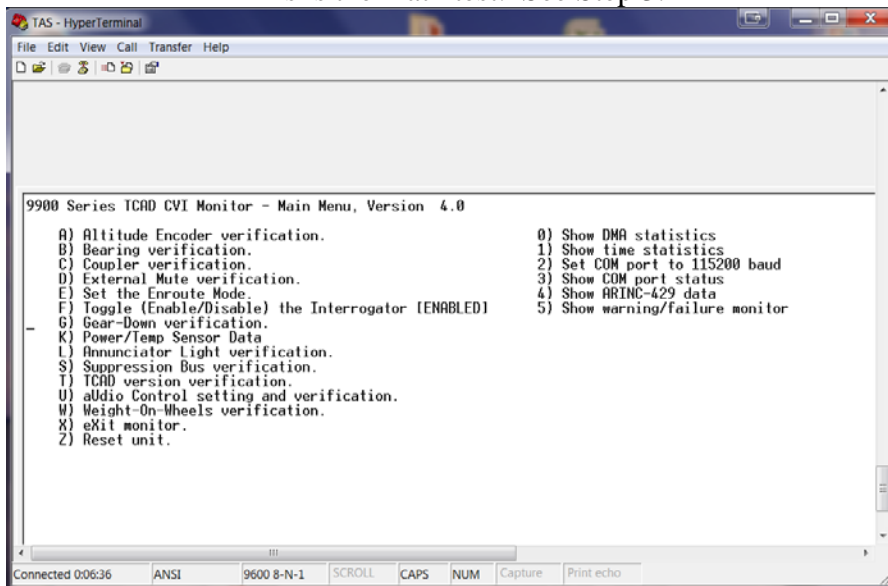 TAS - HyperTerminal
File Edit View Call Transfer Help
9900 Series TCAD CVI Monitor - Main Menu, Version 4.0
A) Altitude Encoder verification. 0) Show DMA statistics
B) Bearing verification. 1) Show time statistics
C) Coupler verification. 2) Set COM port to 115200 baud
D) External Mute verification. 3) Show COM port status
E) Set the Enroute Mode. 4) Show ARINC-429 data
F) Toggle (Enable/Disable) the Interrogator [ENABLED] 5) Show warning/failure monitor
G) Gear-Down verification.
K) Power/Temp Sensor Data
L) Annunciator Light verification.
S) Suppression Bus verification.
T) TCAD version verification.
U) aUdio Control setting and verification.
W) Weight-On-Wheels verification.
X) eXit monitor.
Z) Reset unit.
Connected 0:06:36 ANSI 9600 8-N-1 SCROLL CAPS NUM Capture Print echo